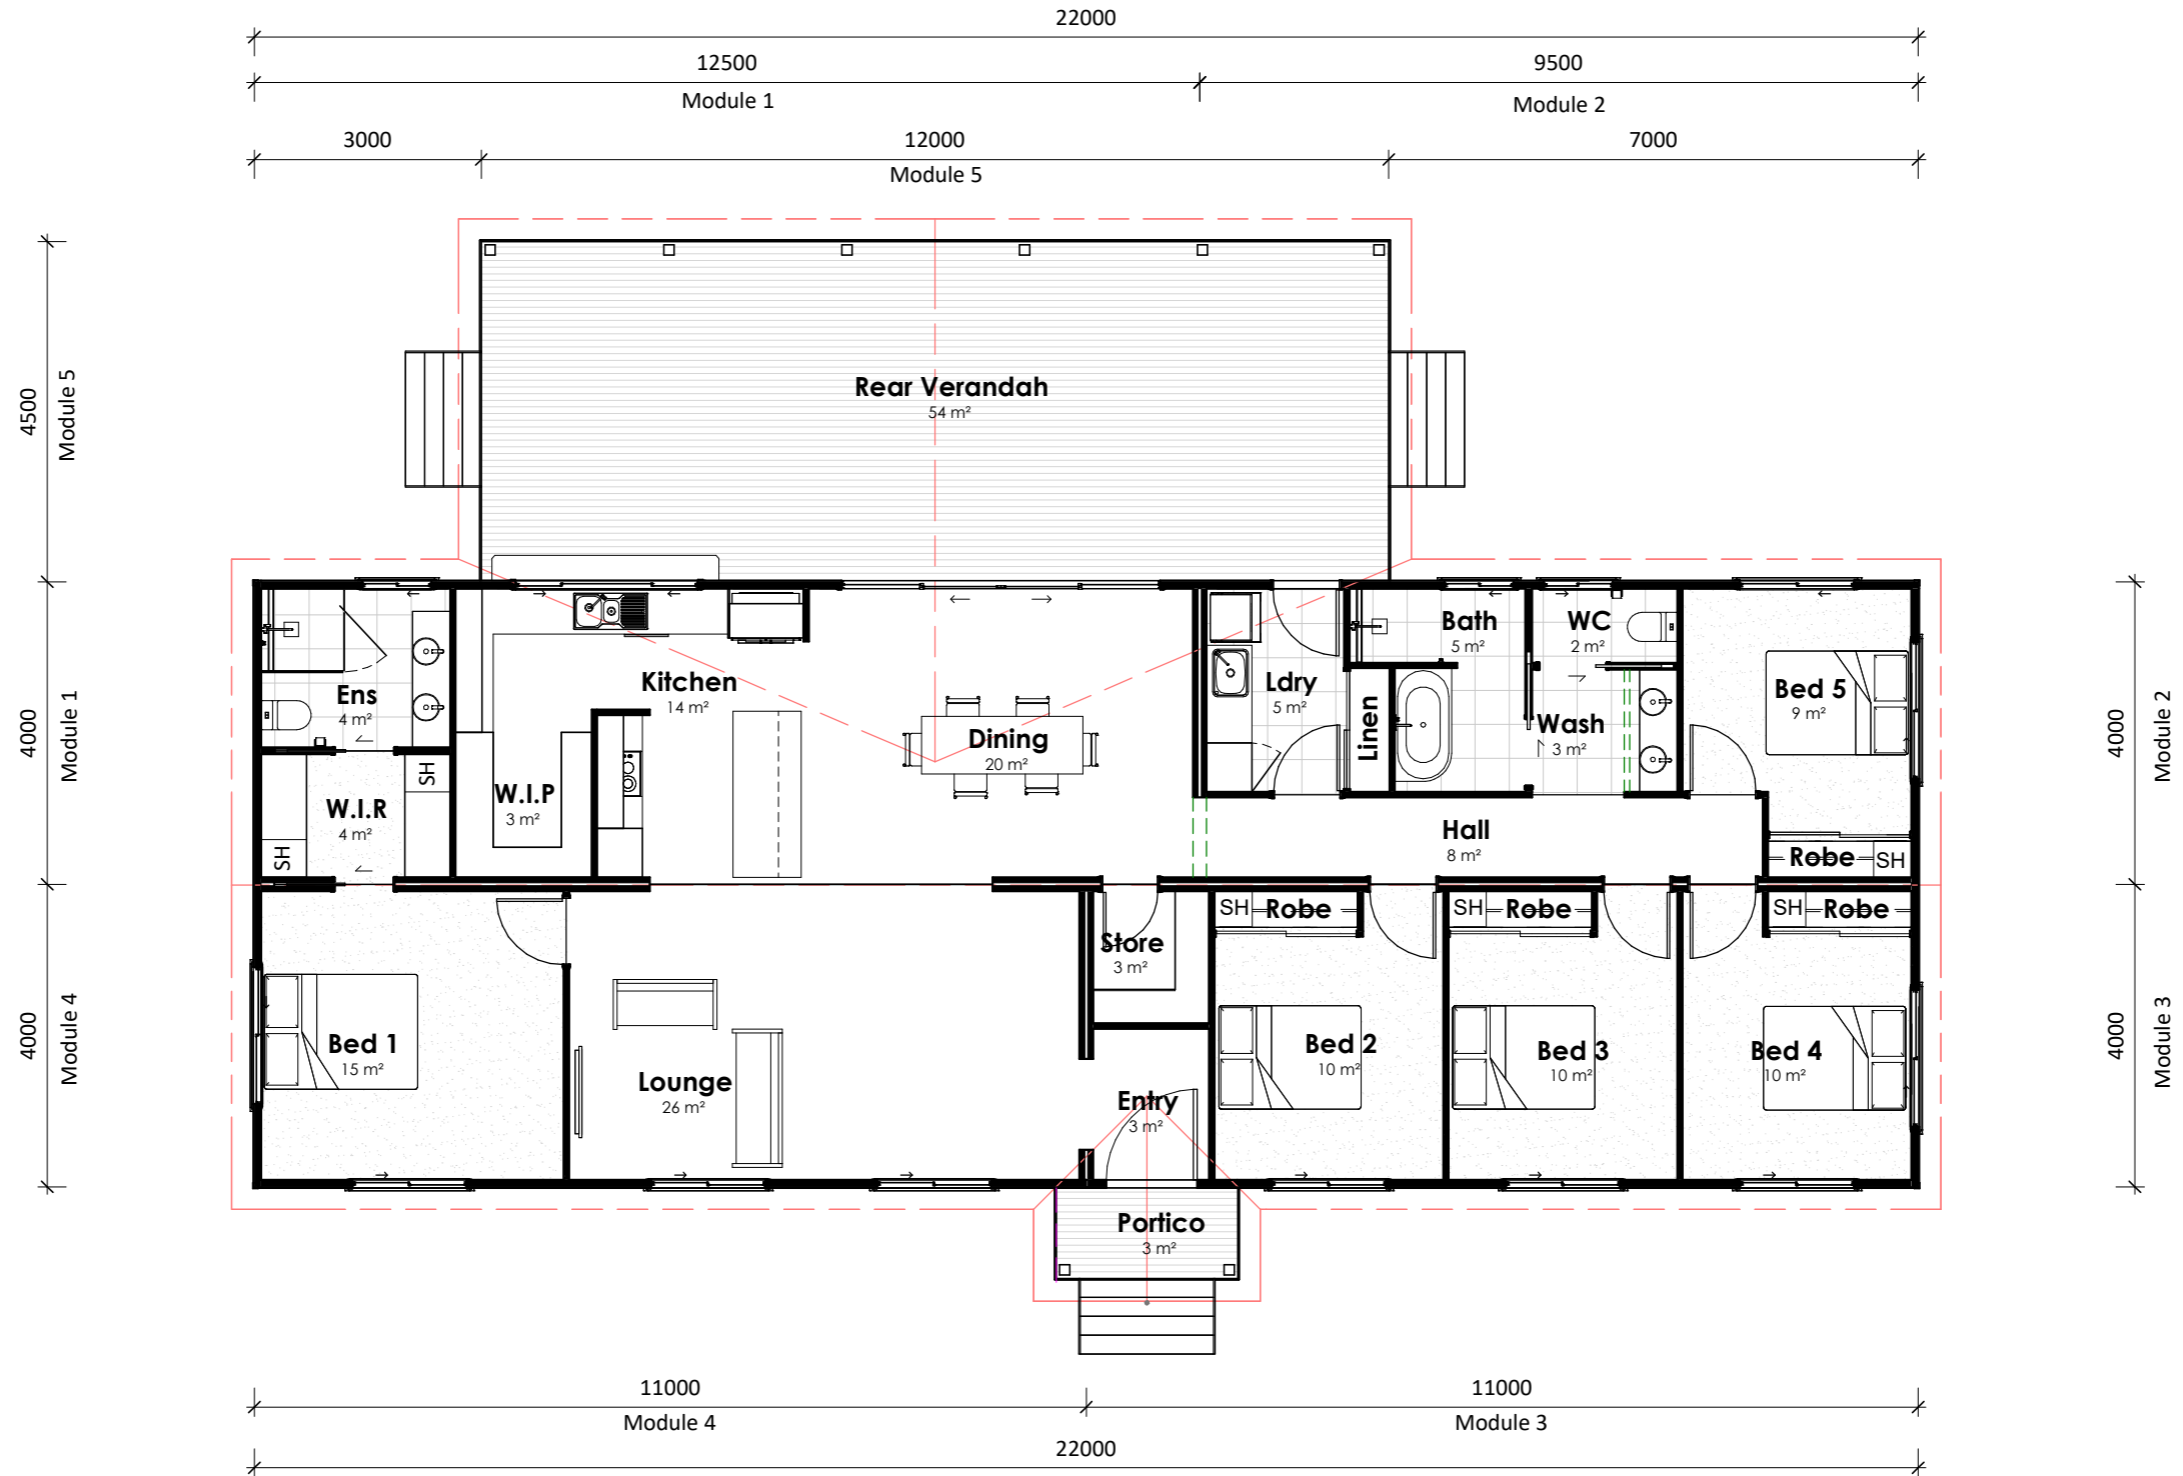 22000
12500
9500
Module 1
Module 2
3000
12000
7000
Module 5
4500
Module 5
Rear Verandah
54 m²
4000
Module 1
4000
Module 2
Ens
4 m²
Kitchen
14 m²
Dining
20 m²
Ldry
5 m²
Linen
Bath
5 m²
WC
2 m²
Wash
3 m²
Bed 5
9 m²
SH
W.I.R
4 m²
SH
W.I.P
3 m²
Hall
8 m²
Robe
SH
4000
Module 4
4000
Module 3
SH
Robe
SH
Robe
SH
Robe
Store
3 m²
Bed 1
15 m²
Lounge
26 m²
Entry
3 m²
Bed 2
10 m²
Bed 3
10 m²
Bed 4
10 m²
Portico
3 m²
11000
11000
Module 4
Module 3
22000